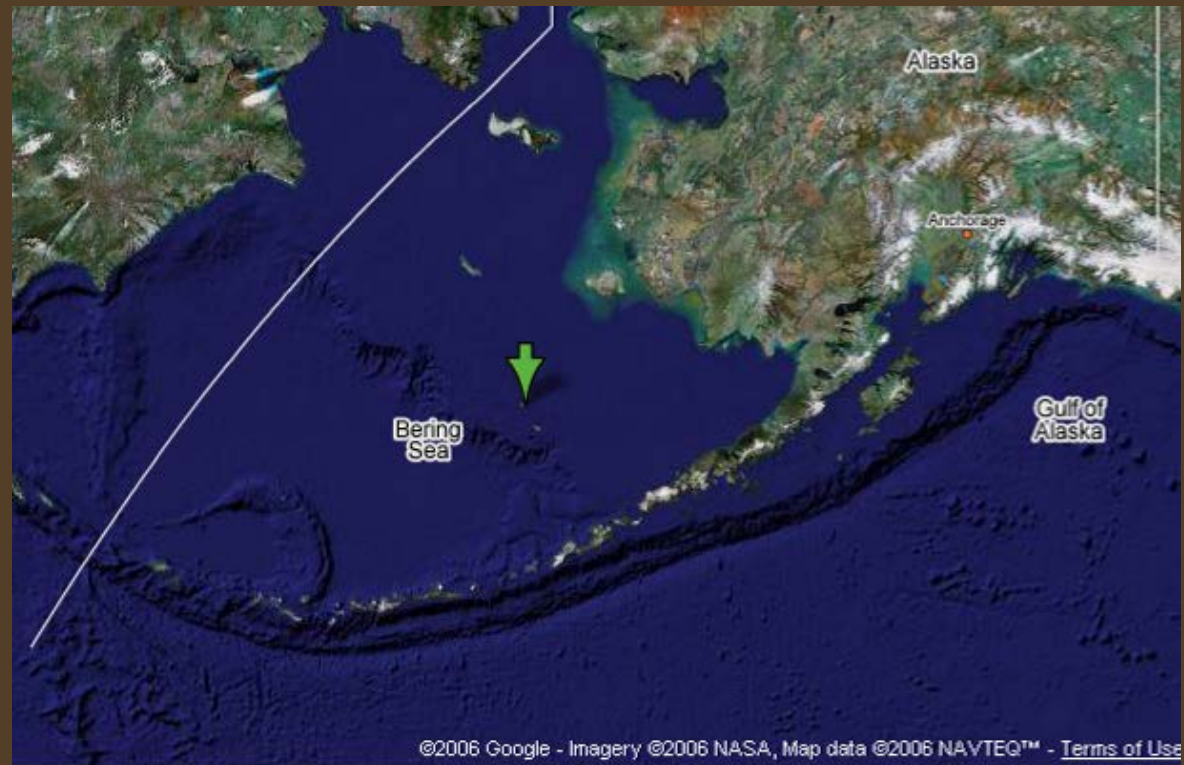 Alaska
Anchorage
Bering
Sea
Gulf of
Alaska
©2006 Google - Imagery ©2006 NASA, Map data ©2006 NAVTEQ™ - Terms of Use